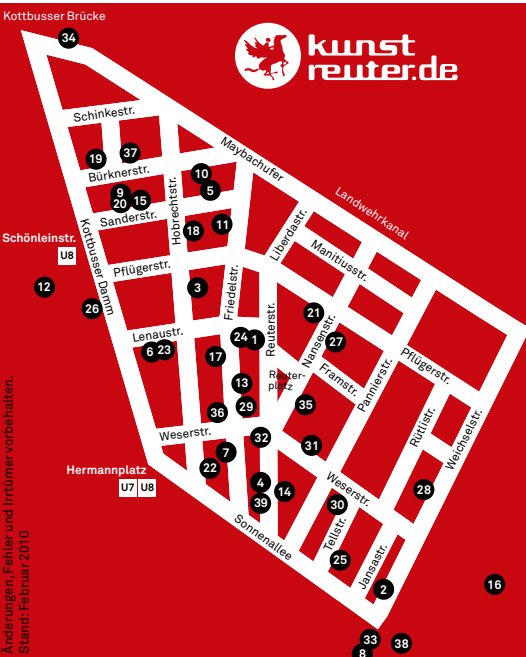 Kottbusser Brücke
34
kunst
reuter.de
Schinkestr.
Maybachufer
19
37
Bürknerstr.
10
Landwehrkanal
9
5
20
15
Sanderstr.
Hobrechtstr.
18
11
Liberdastr.
Schönleinstr.
U8
Kottbusser Damm
Manitiusstr.
Pflügerstr.
12
3
Friedelstr.
26
21
Reuterstr.
Nansenstr.
Lenaustr.
24
1
27
6
23
17
Pflügerstr.
Pannierstr.
Reuter-
platz
Framstr.
13
29
35
36
Rütlistr.
Weichselstr.
Weserstr.
32
31
7
Hermannplatz
22
U7
U8
4
14
39
Weserstr.
28
30
Sonnenallee
Tellstr.
25
Jansastr.
2
16
33
38
8
Änderungen, Fehler und Irrtümer vorbehalten.
Stand: Februar 2010